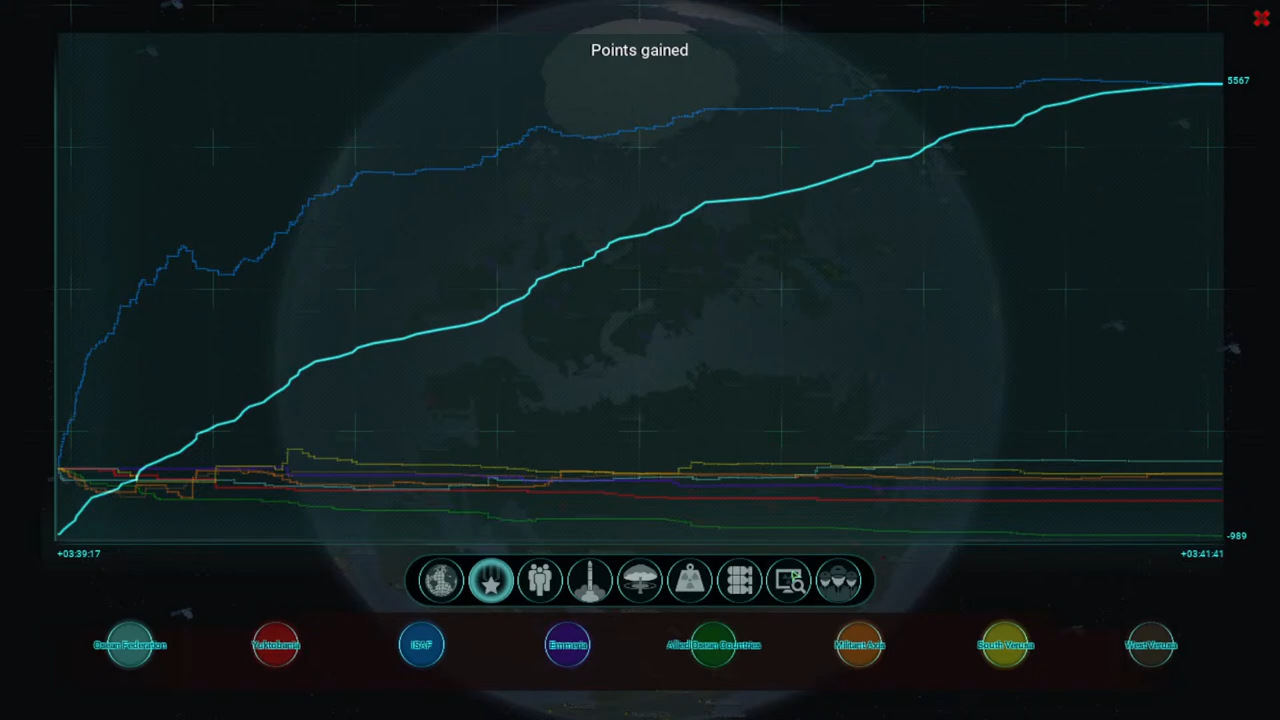 Points gained
5567
-989
+03:39:17
+03:41:41
Osean Federation
Yuktobania
ISAF
Emmeria
Allied Osean Countries
Militant Axis
South Verusa
West Verusa